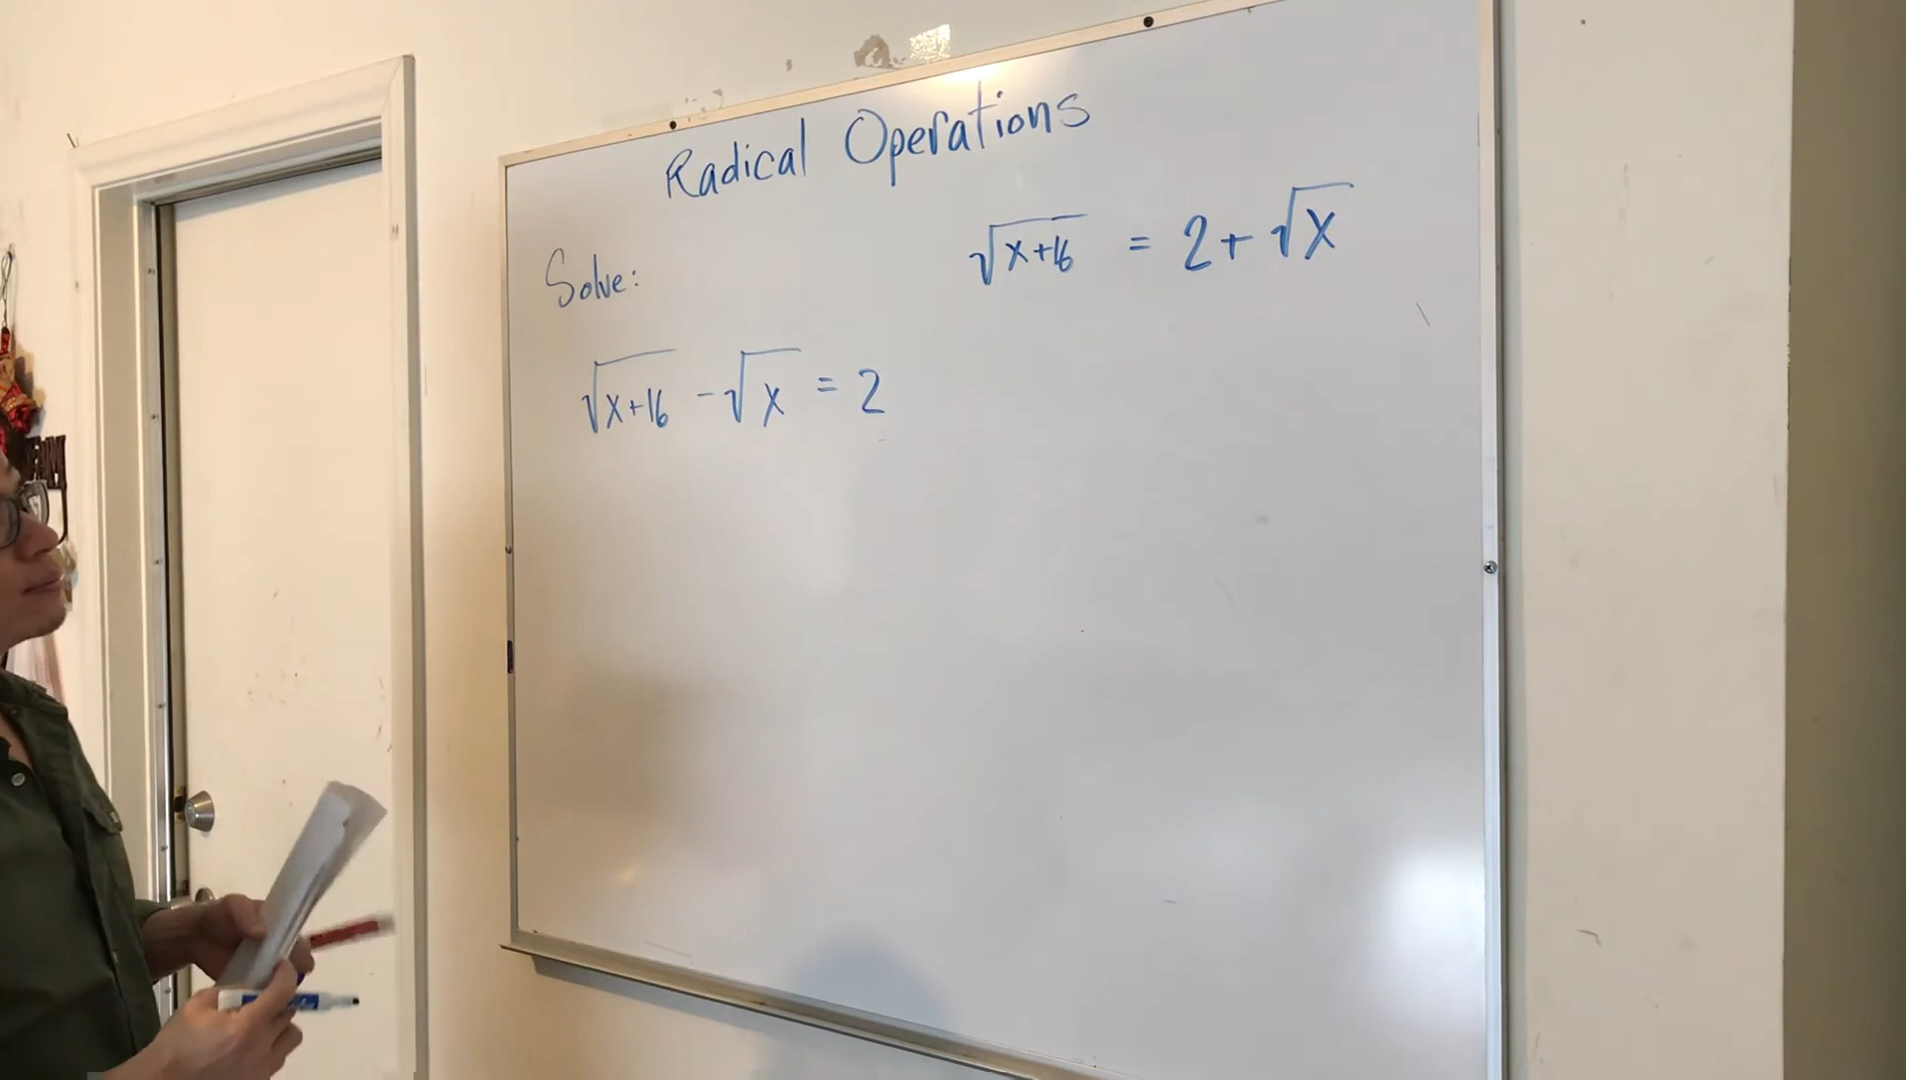 Radical Operations
Solve:
√x+16 - √x = 2
√x+16 = 2 + √x